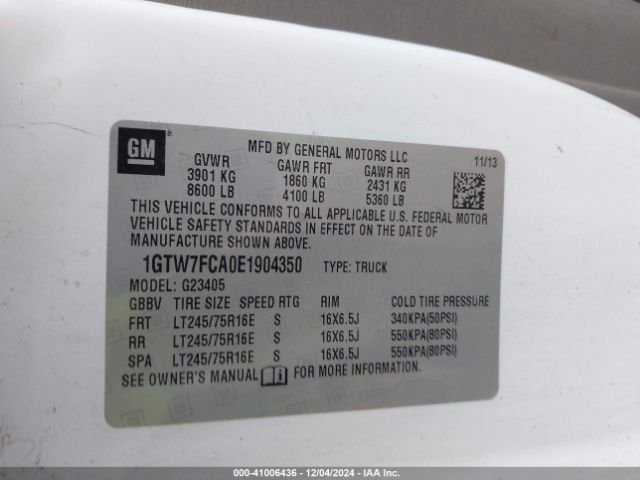 GM
MFD BY GENERAL MOTORS LLC 11/13
GVWR GAWR FRT GAWR RR
3901 KG 1860 KG 2431 KG
8600 LB 4100 LB 5360 LB
THIS VEHICLE CONFORMS TO ALL APPLICABLE U.S. FEDERAL MOTOR
VEHICLE SAFETY STANDARDS IN EFFECT ON THE DATE OF
MANUFACTURE SHOWN ABOVE.
1GTW7FCA0E1904350 TYPE: TRUCK
MODEL: G23405
GBBV TIRE SIZE SPEED RTG RIM COLD TIRE PRESSURE
FRT LT245/75R16E S 16X6.5J 340KPA(50PSI)
RR LT245/75R16E S 16X6.5J 550KPA(80PSI)
SPA LT245/75R16E S 16X6.5J 550KPA(80PSI)
SEE OWNER'S MANUAL FOR MORE INFORMATION.
000-41006436 - 12/04/2024 - IAA Inc.